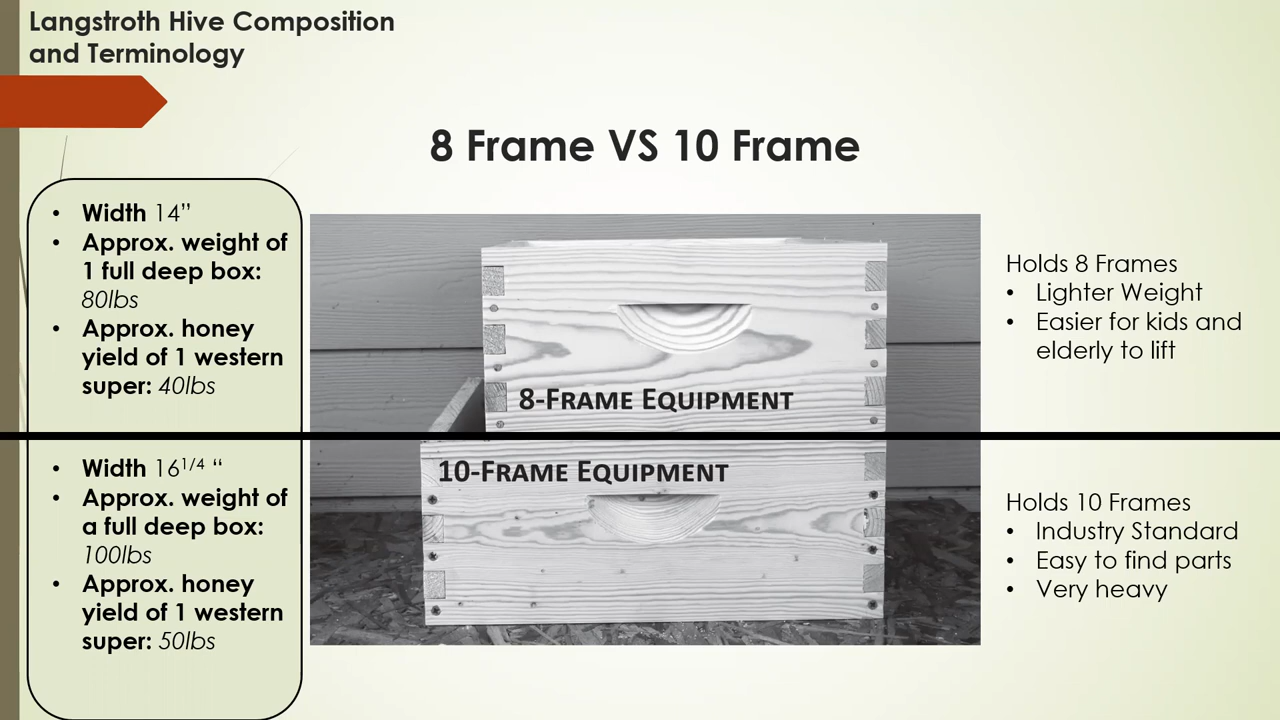 Langstroth Hive Composition
and Terminology
8 Frame VS 10 Frame
• Width 14”
• Approx. weight of
1 full deep box:
80lbs
• Approx. honey
yield of 1 western
super: 40lbs
8-Frame Equipment
Holds 8 Frames
• Lighter Weight
• Easier for kids and
elderly to lift
• Width 16 1/4 “
• Approx. weight of
a full deep box:
100lbs
• Approx. honey
yield of 1 western
super: 50lbs
10-Frame Equipment
Holds 10 Frames
• Industry Standard
• Easy to find parts
• Very heavy